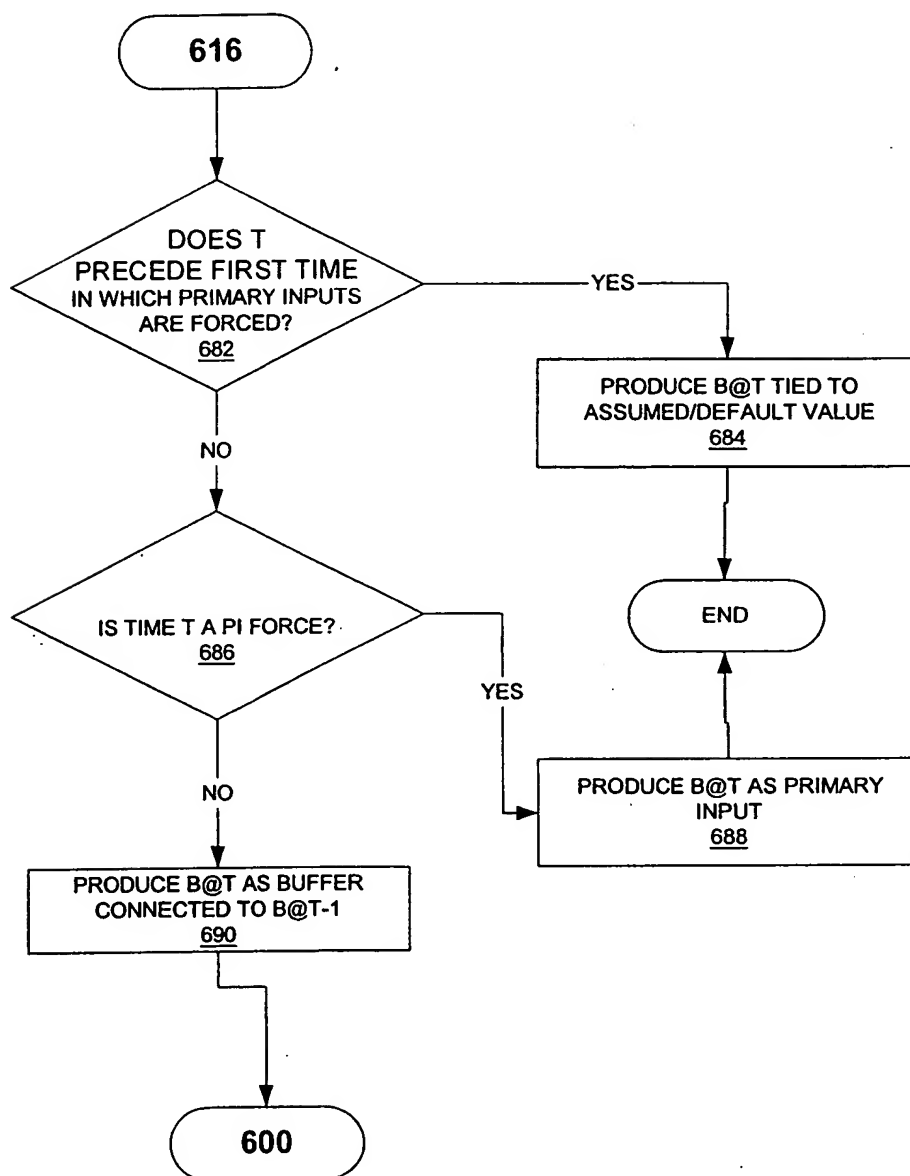 616
DOES T
PRECEDE FIRST TIME
IN WHICH PRIMARY INPUTS
ARE FORCED?
682
YES
PRODUCE B@T TIED TO
ASSUMED/DEFAULT VALUE
684
NO
END
IS TIME T A PI FORCE?
686
YES
PRODUCE B@T AS PRIMARY
INPUT
688
NO
PRODUCE B@T AS BUFFER
CONNECTED TO B@T-1
690
600